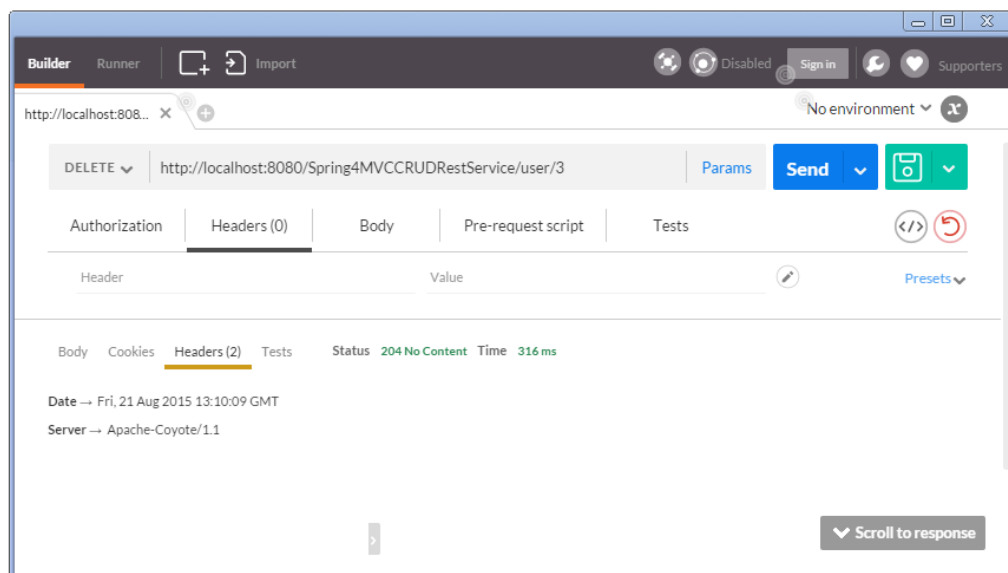 Builder Runner Import Disabled Sign in Supporters
http://localhost:808... No environment
DELETE http://localhost:8080/Spring4MVCCRUDRestService/user/3 Params Send
Authorization Headers (0) Body Pre-request script Tests </>
Header Value Presets
Body Cookies Headers (2) Tests Status 204 No Content Time 316 ms
Date → Fri, 21 Aug 2015 13:10:09 GMT
Server → Apache-Coyote/1.1
Scroll to response